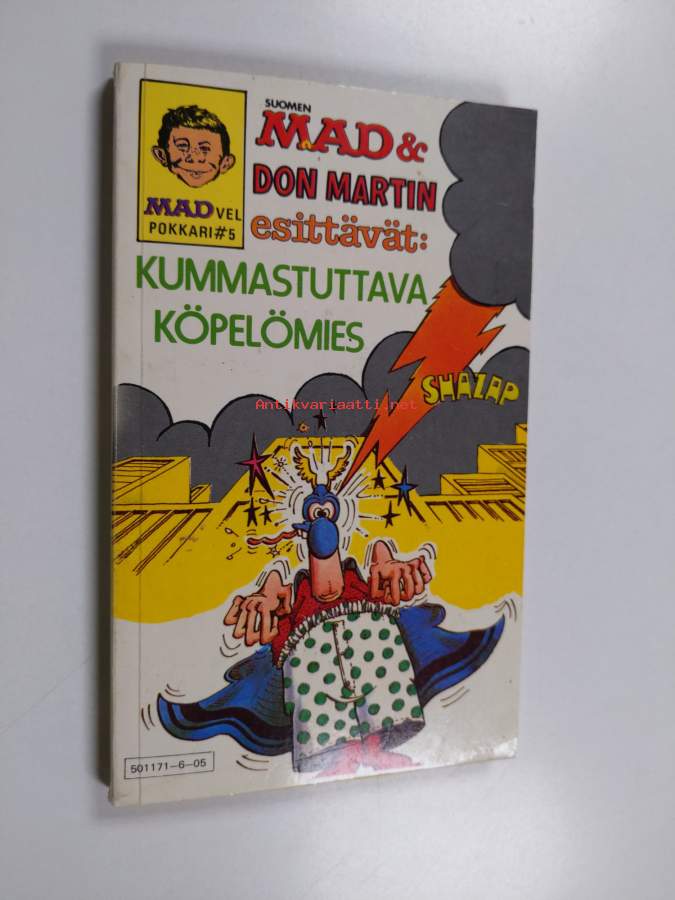 MAD VEL
POKKARI #5
SUOMEN
MAD &
DON MARTIN
esittävät:
KUMMASTUTTAVA
KÖPELÖMIES
SHAZAP
Antikvariaatti.net
501171-6-05